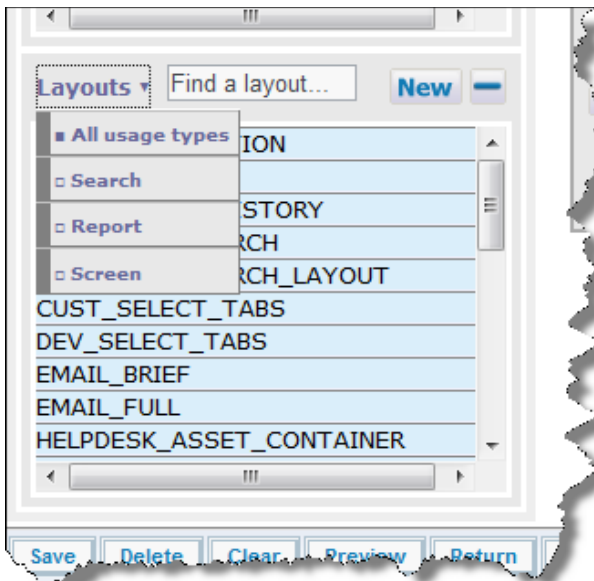 Layouts Find a layout... New
All usage types
TION
Search
STORY
Report
RCH
Screen
RCH_LAYOUT
CUST_SELECT_TABS
DEV_SELECT_TABS
EMAIL_BRIEF
EMAIL_FULL
HELPDESK_ASSET_CONTAINER
Save Delete Clear Preview Return